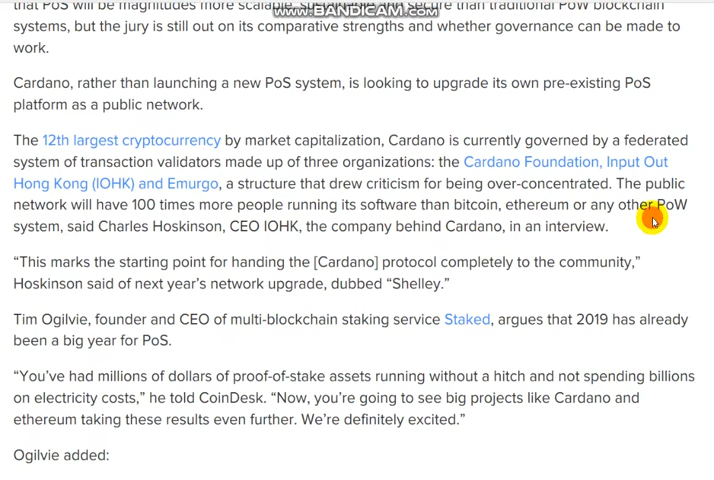 that PoS will be magnitudes more scalable, sustainable and secure than traditional PoW blockchain
www.BANDICAM.com
systems, but the jury is still out on its comparative strengths and whether governance can be made to
work.
Cardano, rather than launching a new PoS system, is looking to upgrade its own pre-existing PoS
platform as a public network.
The 12th largest cryptocurrency by market capitalization, Cardano is currently governed by a federated
system of transaction validators made up of three organizations: the Cardano Foundation, Input Out
Hong Kong (IOHK) and Emurgo, a structure that drew criticism for being over-concentrated. The public
network will have 100 times more people running its software than bitcoin, ethereum or any other PoW
system, said Charles Hoskinson, CEO IOHK, the company behind Cardano, in an interview.
“This marks the starting point for handing the [Cardano] protocol completely to the community,”
Hoskinson said of next year’s network upgrade, dubbed “Shelley.”
Tim Ogilvie, founder and CEO of multi-blockchain staking service Staked, argues that 2019 has already
been a big year for PoS.
“You’ve had millions of dollars of proof-of-stake assets running without a hitch and not spending billions
on electricity costs,” he told CoinDesk. “Now, you’re going to see big projects like Cardano and
ethereum taking these results even further. We’re definitely excited.”
Ogilvie added: